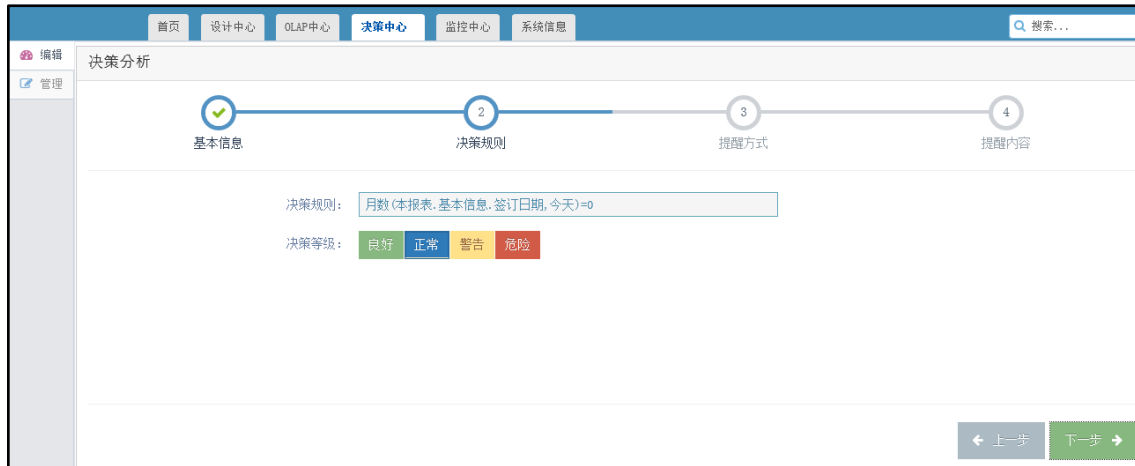 首页 设计中心 OLAP中心 决策中心 监控中心 系统信息 搜索...
编辑
决策分析
管理
2 3 4
基本信息 决策规则 提醒方式 提醒内容
决策规则: 月数(本报表.基本信息.签订日期,今天)=0
决策等级: 良好 正常 警告 危险
上一步 下一步